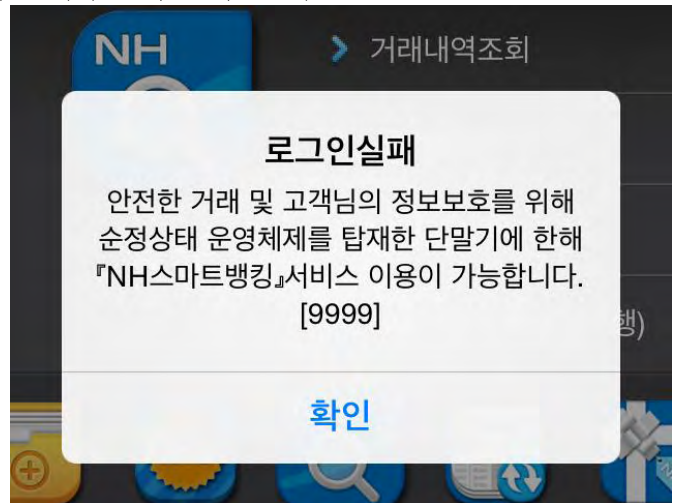 NH
거래내역조회
로그인실패
안전한 거래 및 고객님의 정보보호를 위해
순정상태 운영체제를 탑재한 단말기에 한해
『NH스마트뱅킹』서비스 이용이 가능합니다.
[9999]
행)
확인